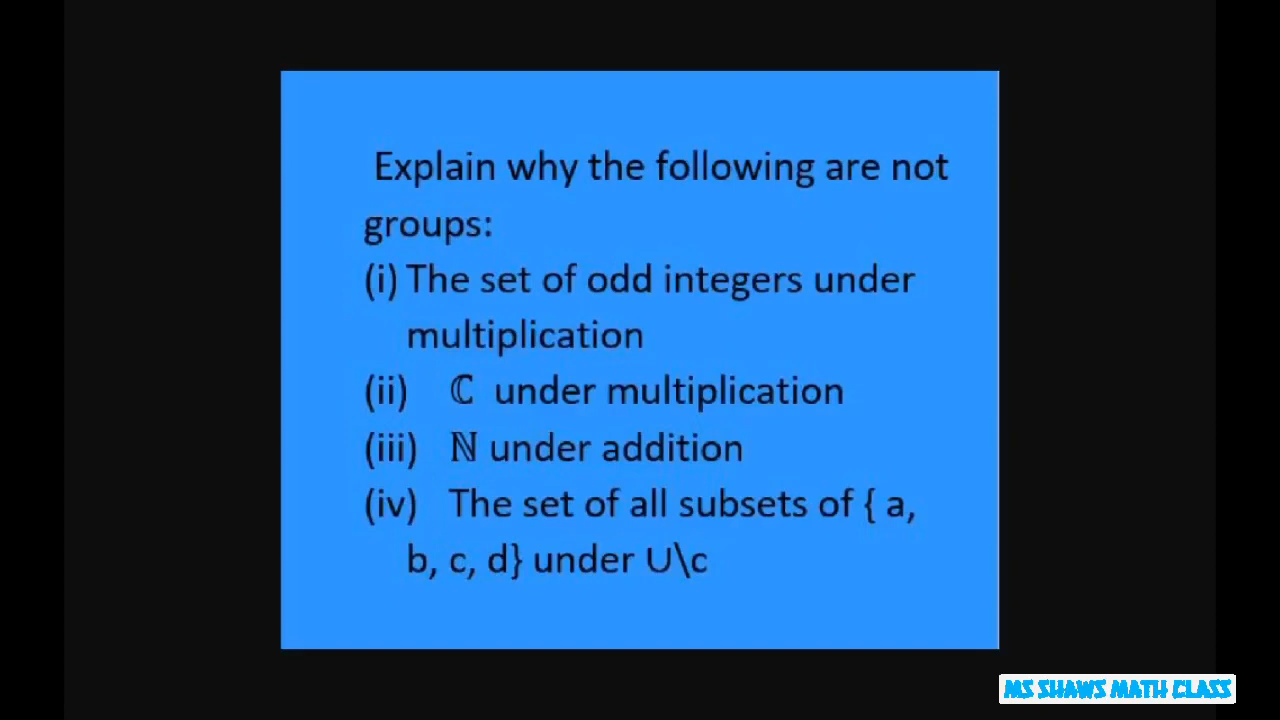 Explain why the following are not
groups:
(i) The set of odd integers under
multiplication
(ii) ℂ under multiplication
(iii) ℕ under addition
(iv) The set of all subsets of { a,
b, c, d} under ∪\c
MS SHAWS MATH CLASS